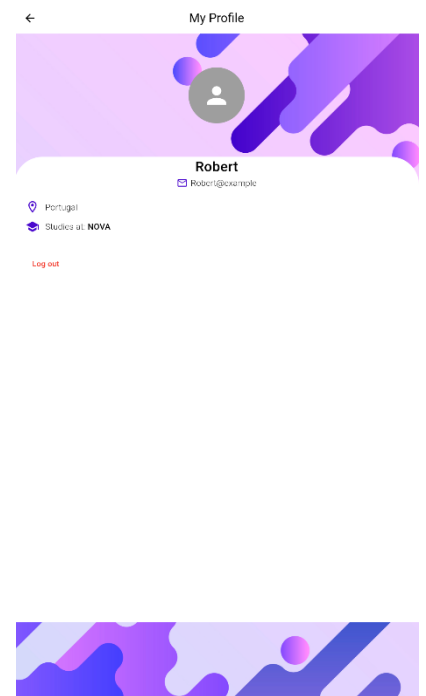 My Profile
Robert
Robert@example
Portugal
Studies at: NOVA
Log out